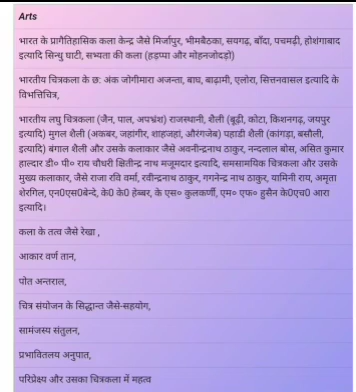 Arts
भारत के प्रागैतिहासिक कला केन्द्र जैसे मिर्जापुर, भीमबैठका, सयगढ़, बाँदा, पचमढ़ी, होशंगाबाद
इत्यादि सिन्धु घाटी, सभ्यता की कला (हड़प्पा और मोहनजोदड़ो)
भारतीय चित्रकला के छ: अंक जोगीमारा अजन्ता, बाघ, बाढ़ामी, एलोरा, सित्तनवासल इत्यादि के
विभत्तिचित्र,
भारतीय लघु चित्रकला (जैन, पाल, अपभ्रंश) राजस्थानी, शैली (बूढ़ी, कोटा, किशनगढ़, जयपुर
इत्यादि) मुगल शैली (अकबर, जहांगीर, शाहजहां, औरंगजेब) पहाडी शैली (कांगड़ा, बसौली,
इत्यादि) बंगाल शैली और उसके कलाकार जैसे अवनीन्द्रनाथ ठाकुर, नन्दलाल बोस, असित कुमार
हाल्दार डी० पी० राय चौधरी क्षितीन्द्र नाथ मजूमदार इत्यादि, समसामयिक चित्रकला और उसके
मुख्य कलाकार, जैसे राजा रवि वर्मा, रवीन्द्रनाथ ठाकुर, गगनेन्द्र नाथ ठाकुर, यामिनी राय, अमृता
शेरगिल, एन0एस0बेन्दे, के0 के0 हेब्बर, के एस० कुलकर्णी, एम० एफ० हुसैन के0एच0 आरा
इत्यादि।
कला के तत्व जैसे रेखा ,
आकार वर्ण तान,
पोत अन्तराल,
चित्र संयोजन के सिद्धान्त जैसे-सहयोग,
सामंजस्य संतुलन,
प्रभावितलय अनुपात,
परिप्रेक्ष्य और उसका चित्रकला में महत्व